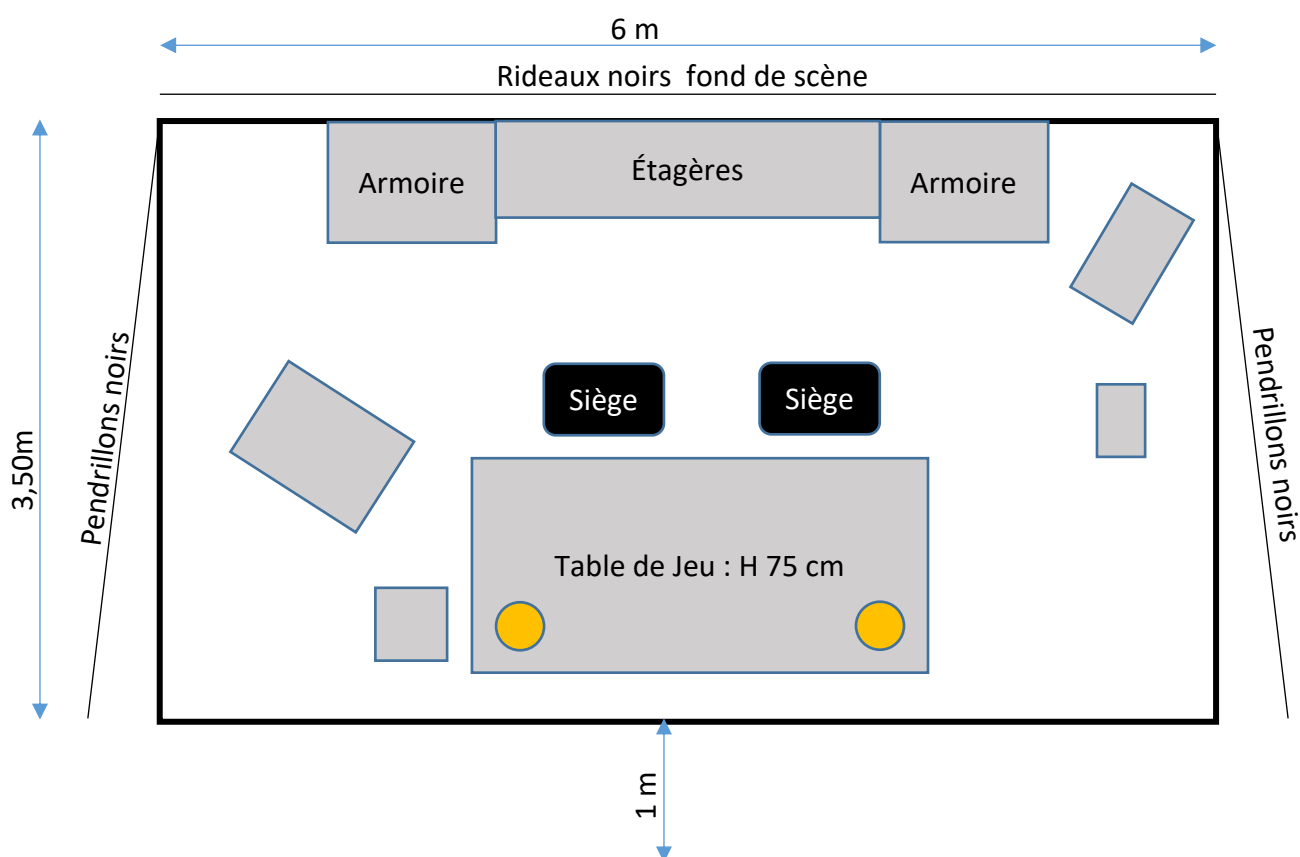 6 m
Rideaux noirs fond de scène
Armoire
Étagères
Armoire
3,50m
Pendrillons noirs
Siège
Siège
Pendrillons noirs
Table de Jeu : H 75 cm
1 m